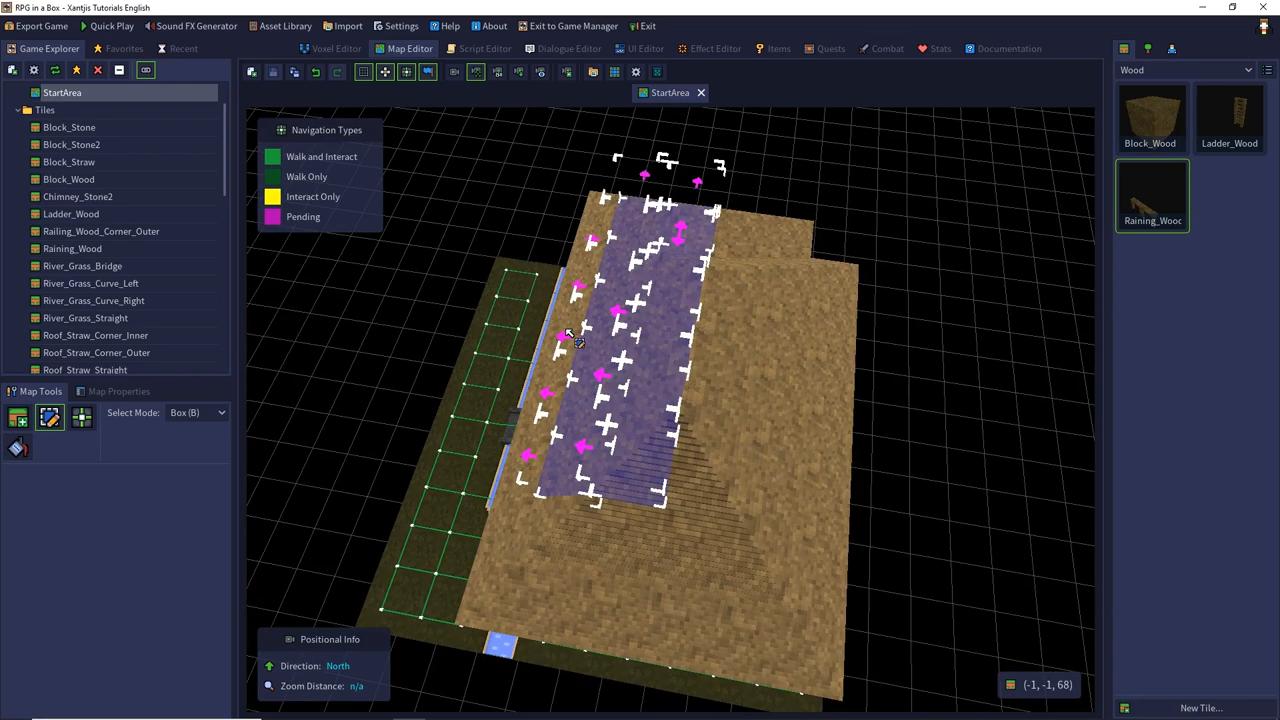 RPG in a Box - Xantjis Tutorials English
Export Game Quick Play Sound FX Generator Asset Library Import Settings Help About Exit to Game Manager Exit
Game Explorer Favorites Recent Voxel Editor Map Editor Script Editor Dialogue Editor UI Editor Effect Editor Items Quests Combat Stats Documentation
Wood
StartArea
StartArea
Tiles
Block_Stone
Block_Stone2
Block_Straw
Block_Wood
Chimney_Stone2
Ladder_Wood
Railing_Wood_Corner_Outer
Raining_Wood
River_Grass_Bridge
River_Grass_Curve_Left
River_Grass_Curve_Right
River_Grass_Straight
Roof_Straw_Corner_Inner
Roof_Straw_Corner_Outer
Roof_Straw_Straight
Navigation Types
Walk and Interact
Walk Only
Interact Only
Pending
Block_Wood Ladder_Wood
Raining_Wood
Map Tools Map Properties
Select Mode: Box (B)
Positional Info
Direction: North
Zoom Distance: n/a
(-1, -1, 68)
New Tile...